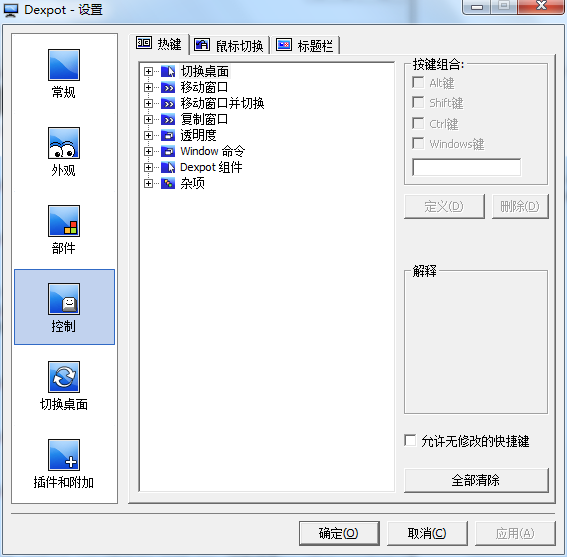 Dexpot - 设置
常规
外观
部件
控制
切换桌面
插件和附加
热键
鼠标切换
标题栏
切换桌面
移动窗口
移动窗口并切换
复制窗口
透明度
Window 命令
Dexpot 组件
杂项
按键组合:
Alt键
Shift键
Ctrl键
Windows键
定义(D)
删除(D)
解释
允许无修改的快捷键
全部清除
确定(O)
取消(C)
应用(A)